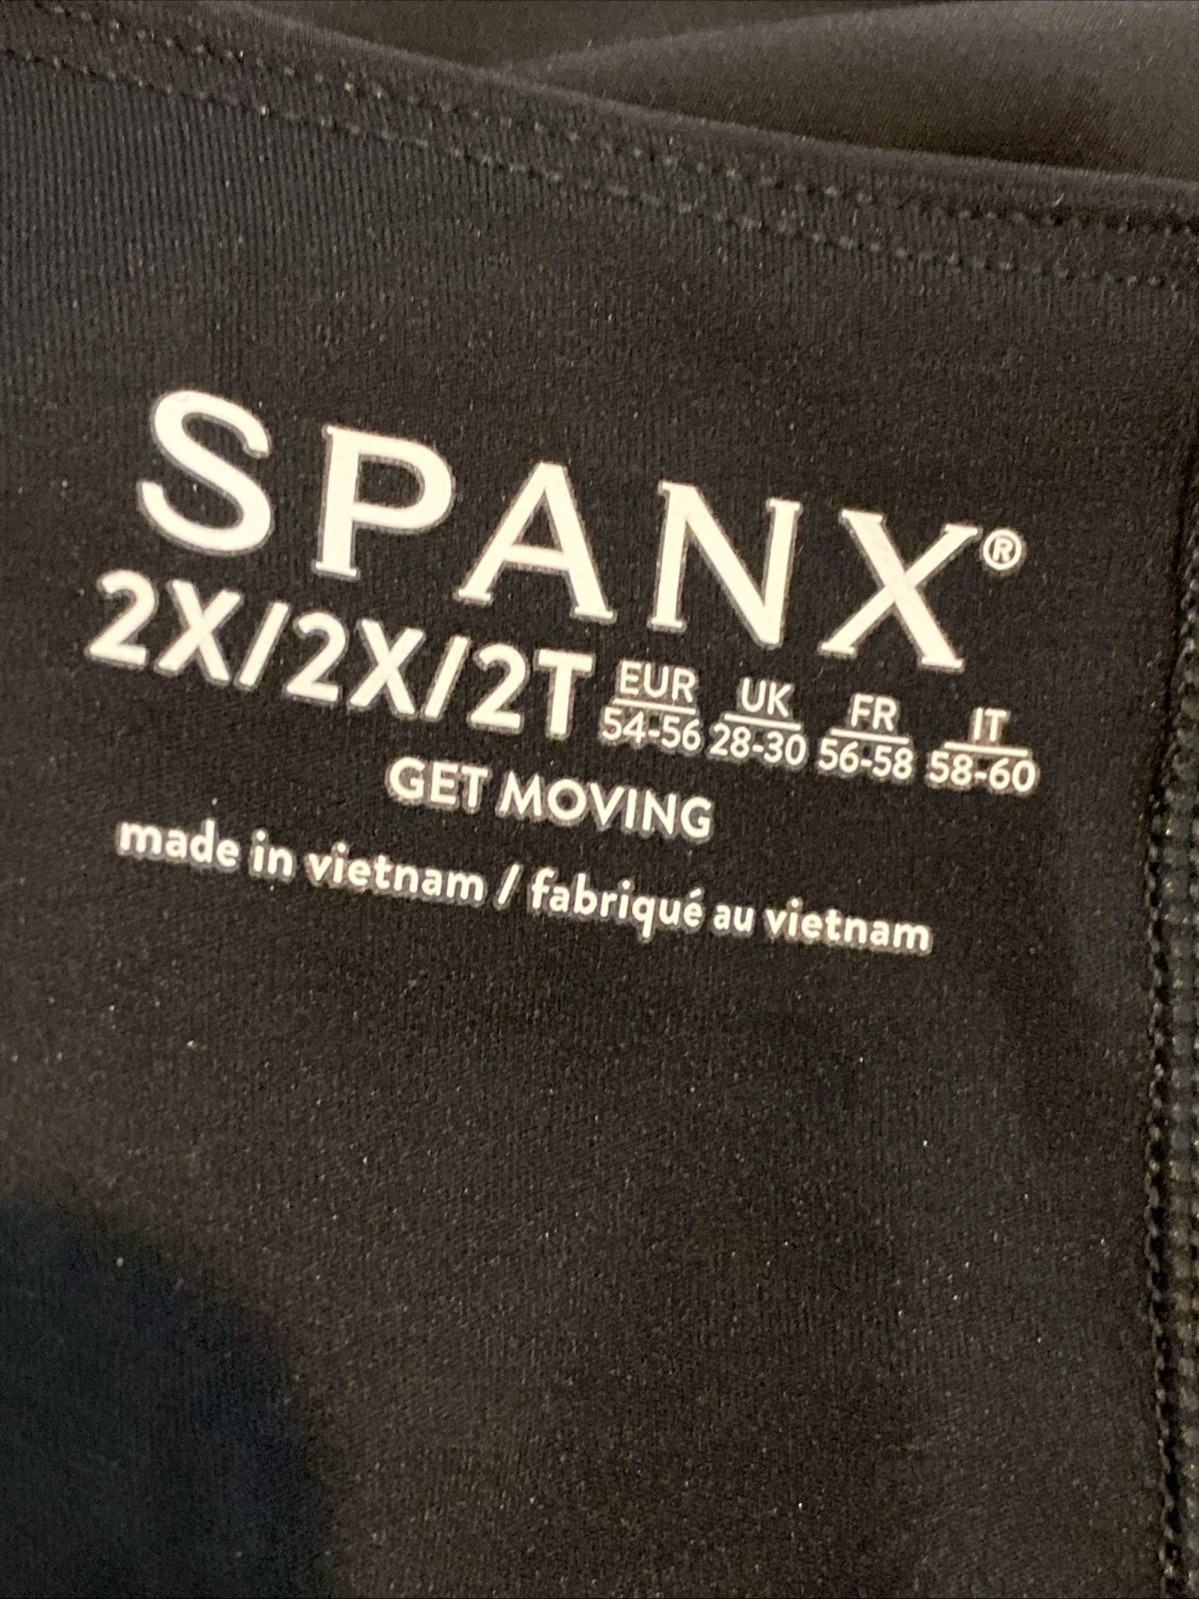 SPANX®
2X/2X/2T EUR 54-56 UK 28-30 FR 56-58 IT 58-60
GET MOVING
made in vietnam / fabriqué au vietnam